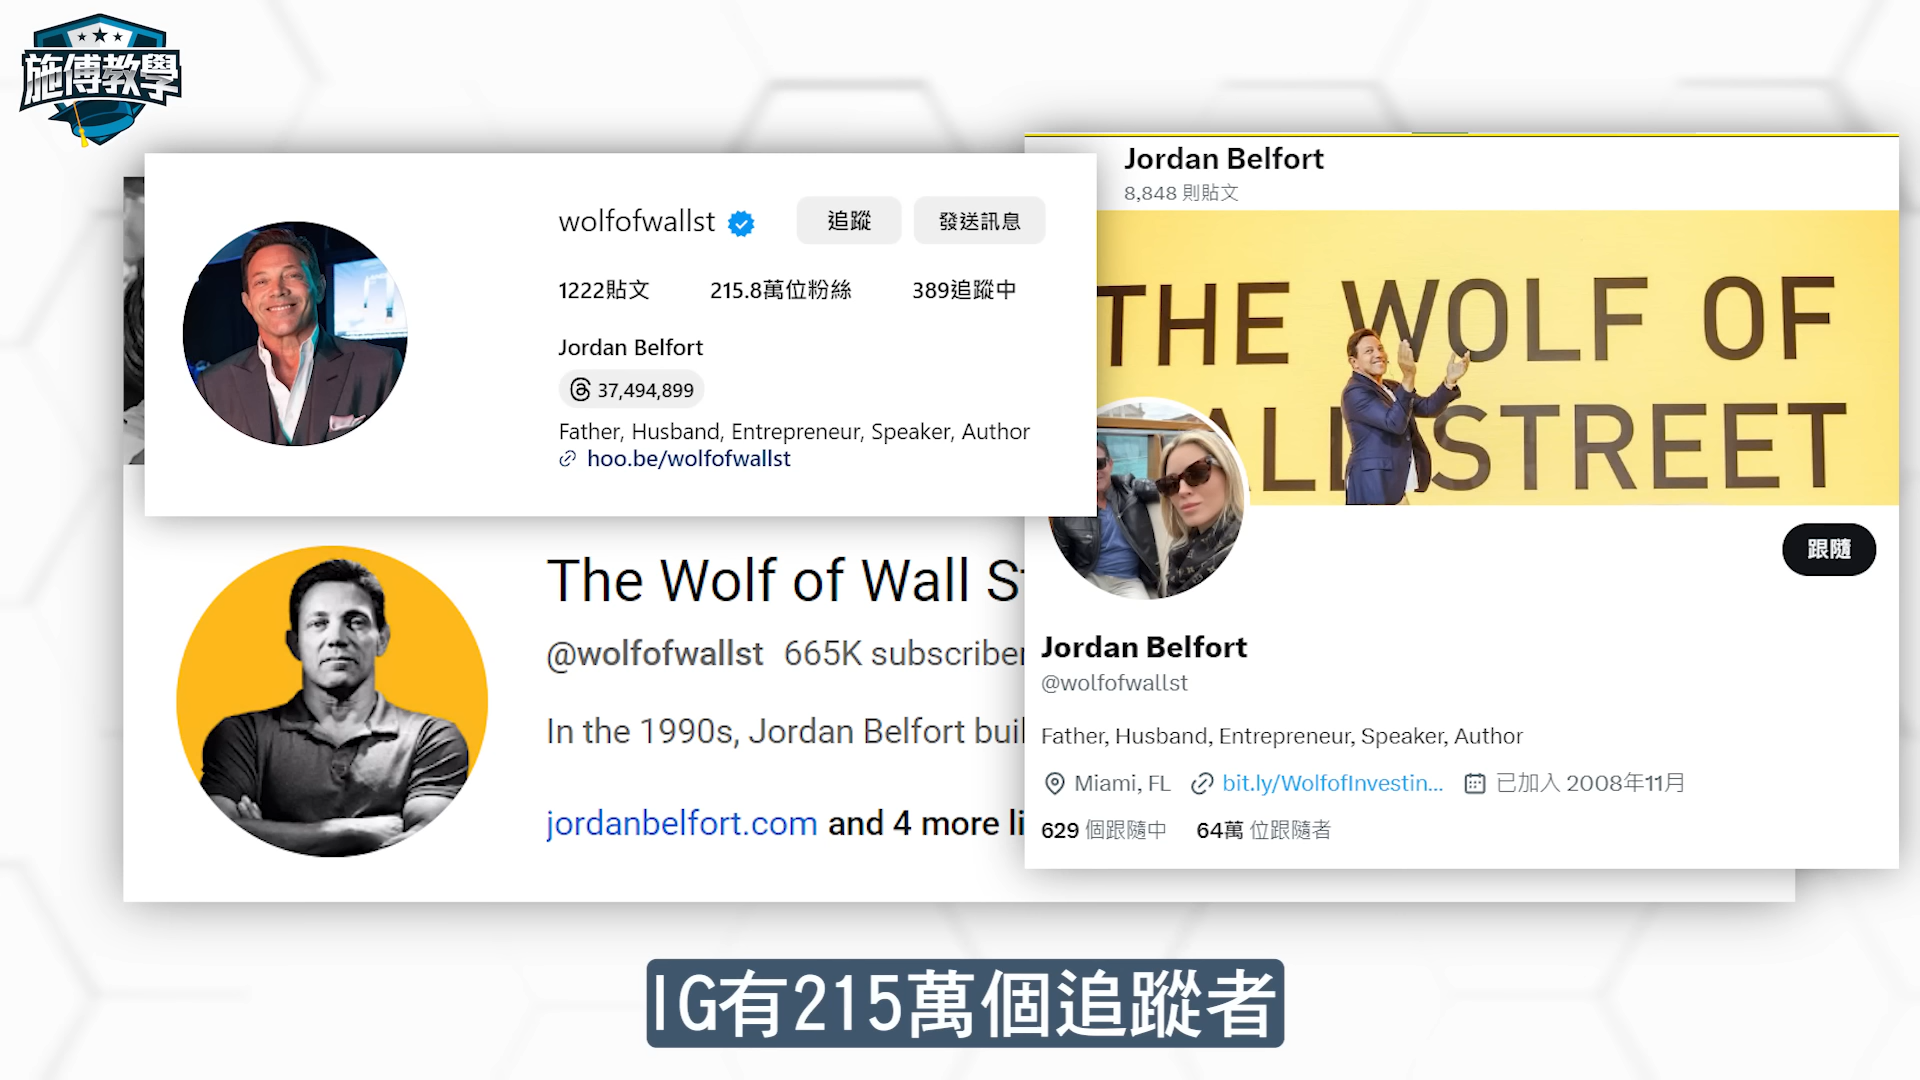 施傅教學
wolfofwallst 追蹤 發送訊息
1222貼文 215.8萬位粉絲 389追蹤中
Jordan Belfort
37,494,899
Father, Husband, Entrepreneur, Speaker, Author
hoo.be/wolfofwallst
Jordan Belfort
8,848 則貼文
THE WOLF OF
ALL STREET
跟隨
Jordan Belfort
@wolfofwallst
Father, Husband, Entrepreneur, Speaker, Author
Miami, FL bit.ly/WolfofInvestin... 已加入 2008年11月
629 個跟隨中 64萬 位跟隨者
The Wolf of Wall S
@wolfofwallst 665K subscriber
In the 1990s, Jordan Belfort buil
jordanbelfort.com and 4 more li
IG有215萬個追蹤者